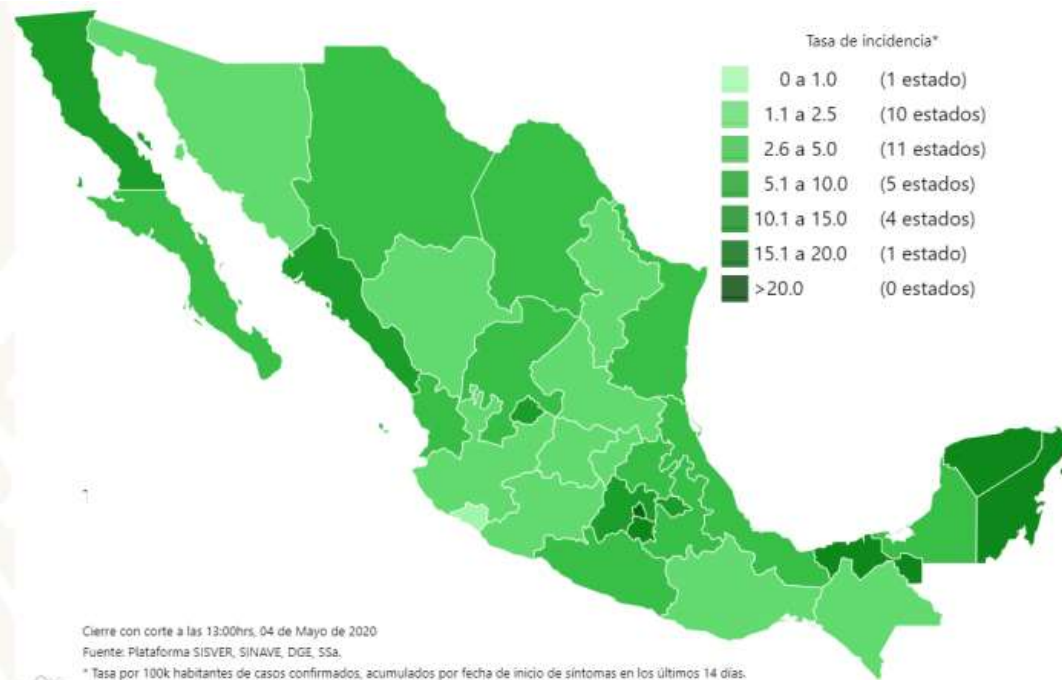 Tasa de incidencia*
0 a 1.0 (1 estado)
1.1 a 2.5 (10 estados)
2.6 a 5.0 (11 estados)
5.1 a 10.0 (5 estados)
10.1 a 15.0 (4 estados)
15.1 a 20.0 (1 estado)
>20.0 (0 estados)
Cierre con corte a las 13:00hrs, 04 de Mayo de 2020
Fuente: Plataforma SISVER, SINAVE, DGE, SSa.
* Tasa por 100k habitantes de casos confirmados, acumulados por fecha de inicio de síntomas en los últimos 14 días.